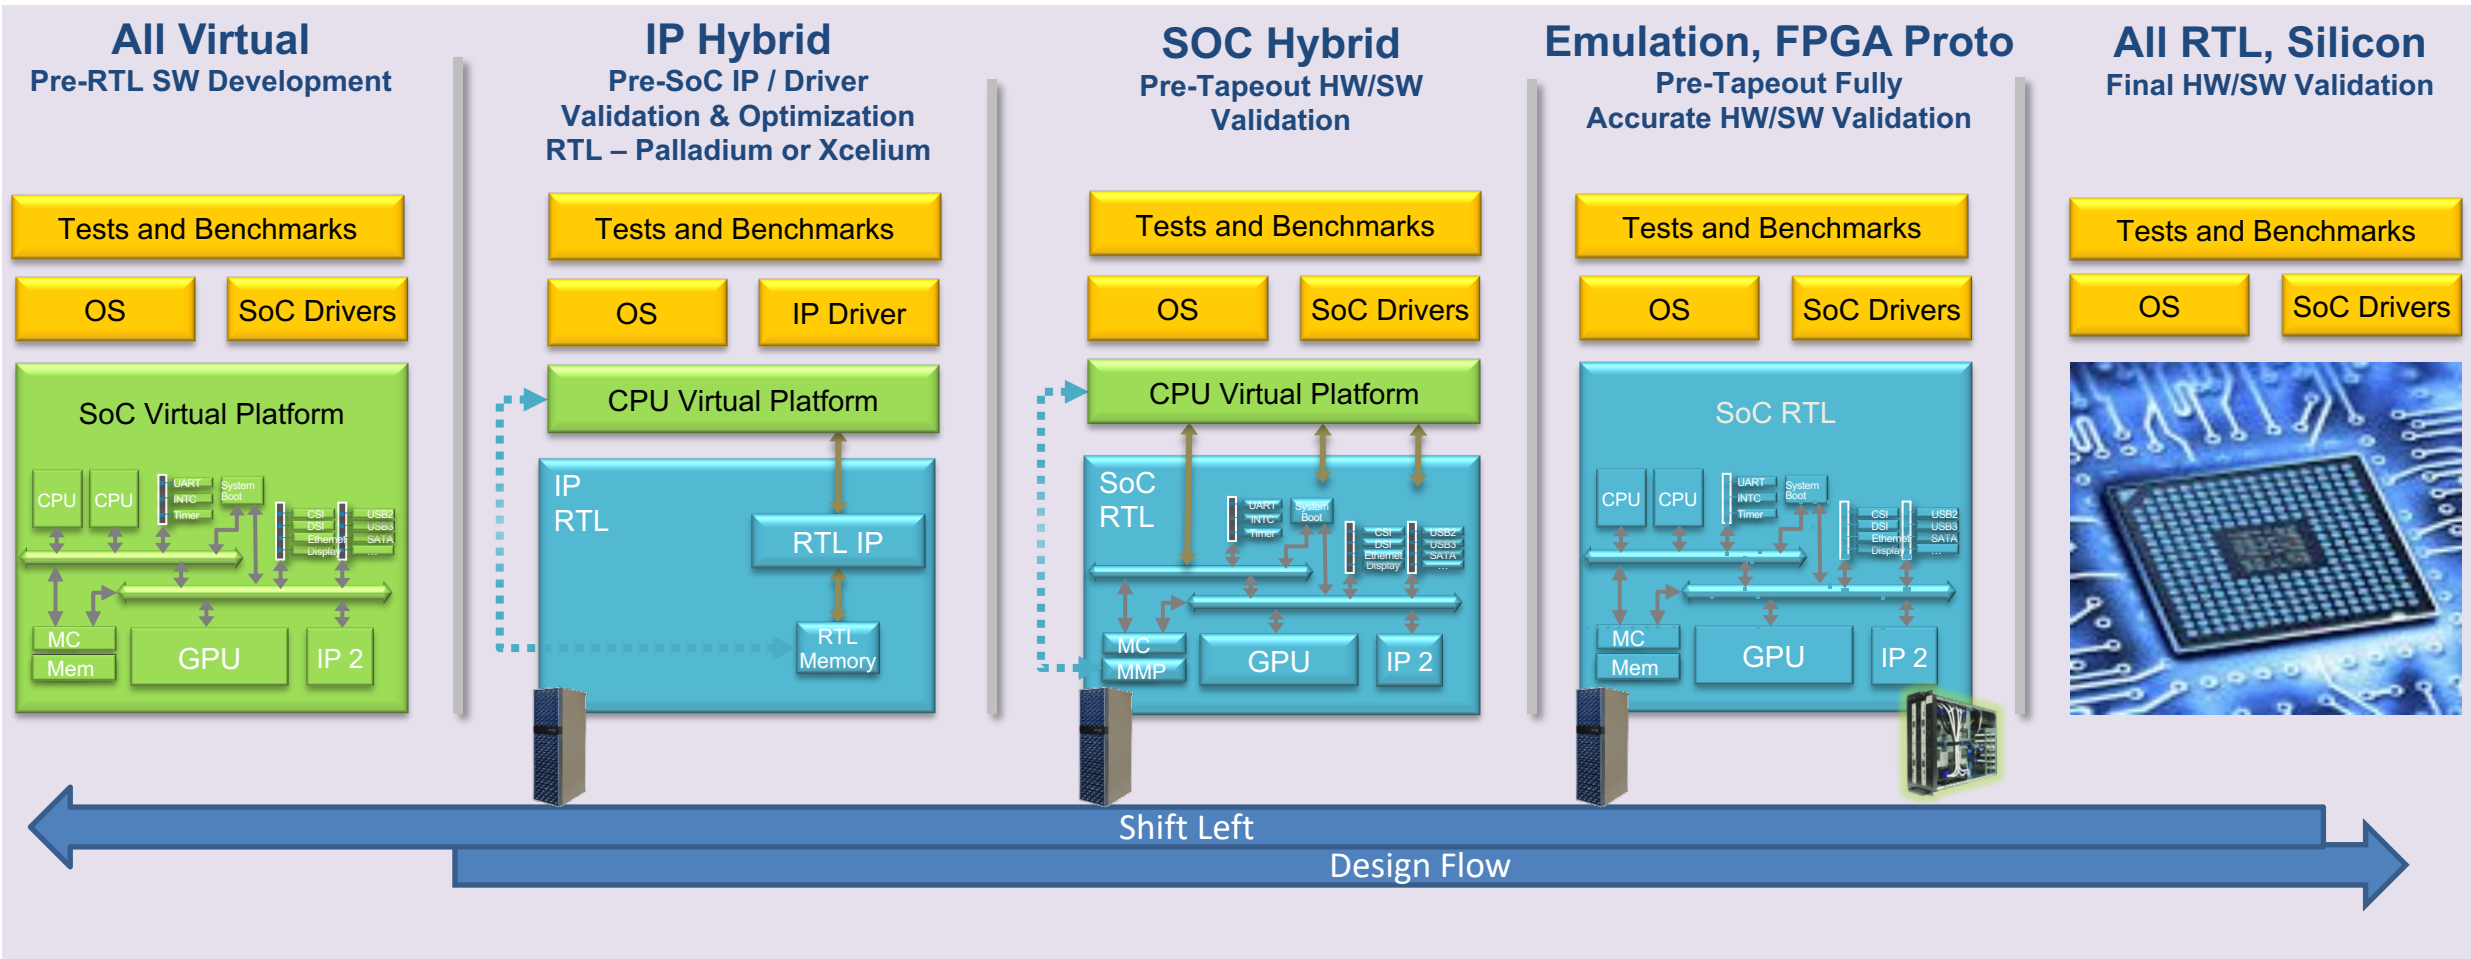 All Virtual
Pre-RTL SW Development
Tests and Benchmarks
OS
SoC Drivers
SoC Virtual Platform
CPU
CPU
UART
INTC
Timer
System
Boot
CSI
DSI
Ethernet
Display
USB2
USB3
SATA
...
MC
Mem
GPU
IP 2
IP Hybrid
Pre-SoC IP / Driver
Validation & Optimization
RTL – Palladium or Xcelium
Tests and Benchmarks
OS
IP Driver
CPU Virtual Platform
IP
RTL
RTL IP
RTL
Memory
SOC Hybrid
Pre-Tapeout HW/SW
Validation
Tests and Benchmarks
OS
SoC Drivers
CPU Virtual Platform
SoC
RTL
UART
INTC
Timer
System
Boot
CSI
DSI
Ethernet
Display
USB2
USB3
SATA
...
MC
MMP
GPU
IP 2
Emulation, FPGA Proto
Pre-Tapeout Fully
Accurate HW/SW Validation
Tests and Benchmarks
OS
SoC Drivers
SoC RTL
CPU
CPU
UART
INTC
Timer
System
Boot
CSI
DSI
Ethernet
Display
USB2
USB3
SATA
...
MC
Mem
GPU
IP 2
All RTL, Silicon
Final HW/SW Validation
Tests and Benchmarks
OS
SoC Drivers
Shift Left
Design Flow